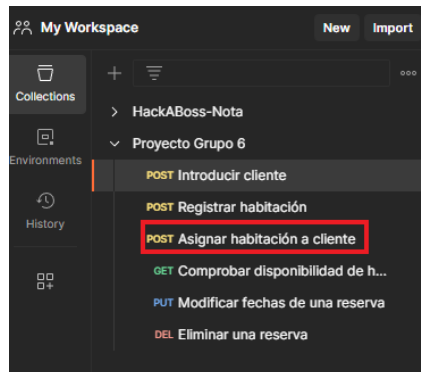 My Workspace New Import
Collections
HackABoss-Nota
Environments
Proyecto Grupo 6
POST Introducir cliente
History
POST Registrar habitación
POST Asignar habitación a cliente
GET Comprobar disponibilidad de h...
PUT Modificar fechas de una reserva
DEL Eliminar una reserva